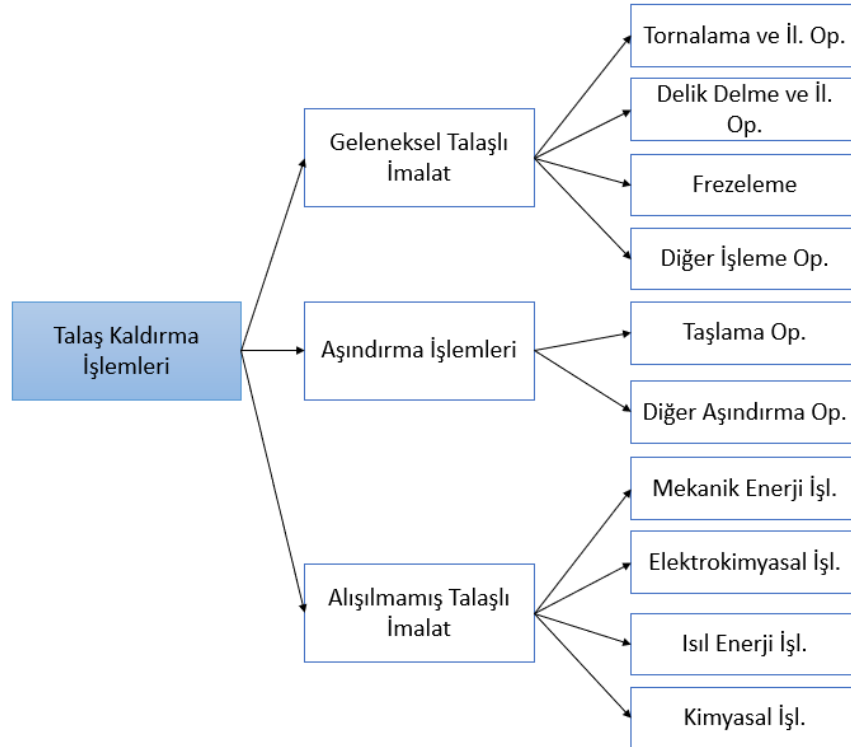 Talaş Kaldırma
İşlemleri
Geleneksel Talaşlı
İmalat
Tornalama ve İl. Op.
Delik Delme ve İl.
Op.
Frezeleme
Diğer İşleme Op.
Aşındırma İşlemleri
Taşlama Op.
Diğer Aşındırma Op.
Alışılmamış Talaşlı
İmalat
Mekanik Enerji İşl.
Elektrokimyasal İşl.
Isıl Enerji İşl.
Kimyasal İşl.